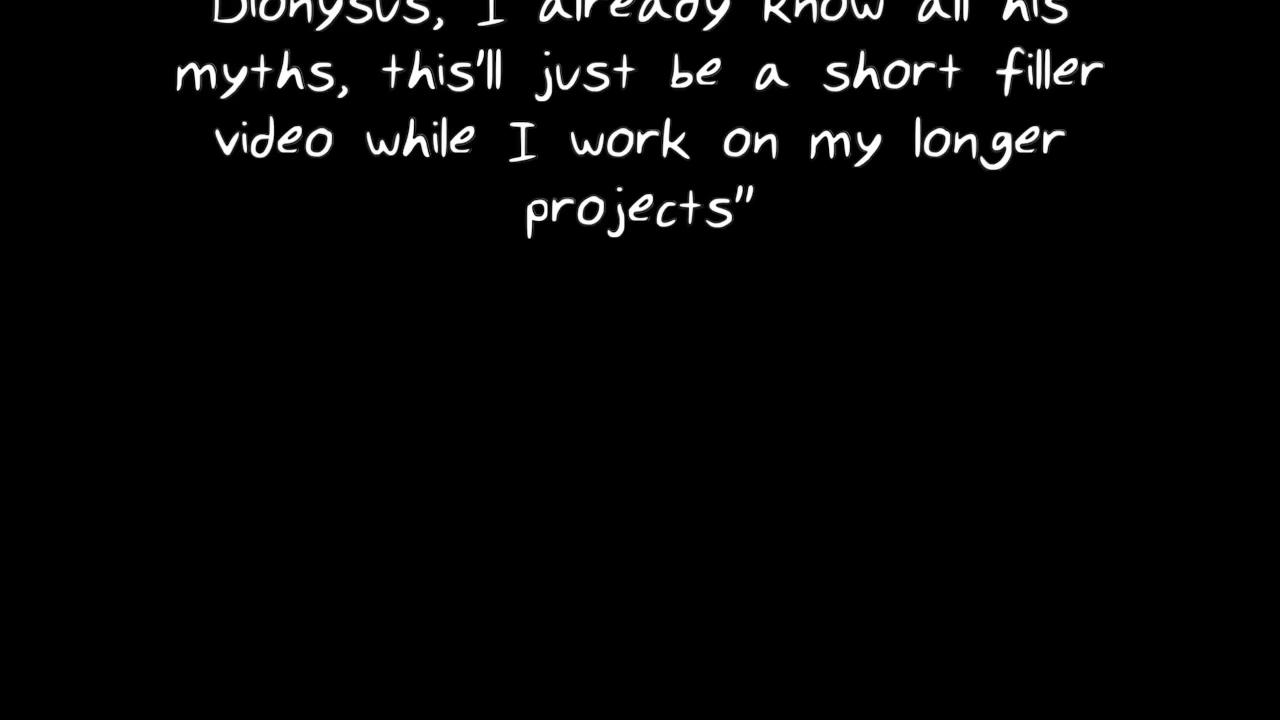 Dionysus, I already know all his
myths, this'll just be a short filler
video while I work on my longer
projects"